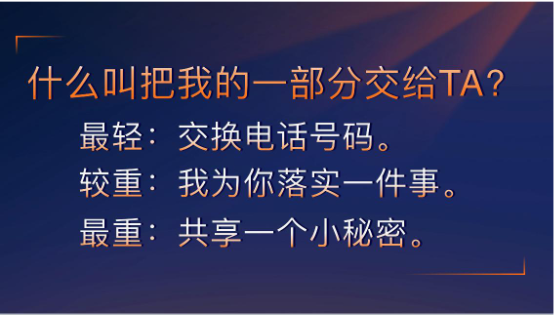 什么叫把我的一部分交给TA?
最轻：交换电话号码。
较重：我为你落实一件事。
最重：共享一个小秘密。